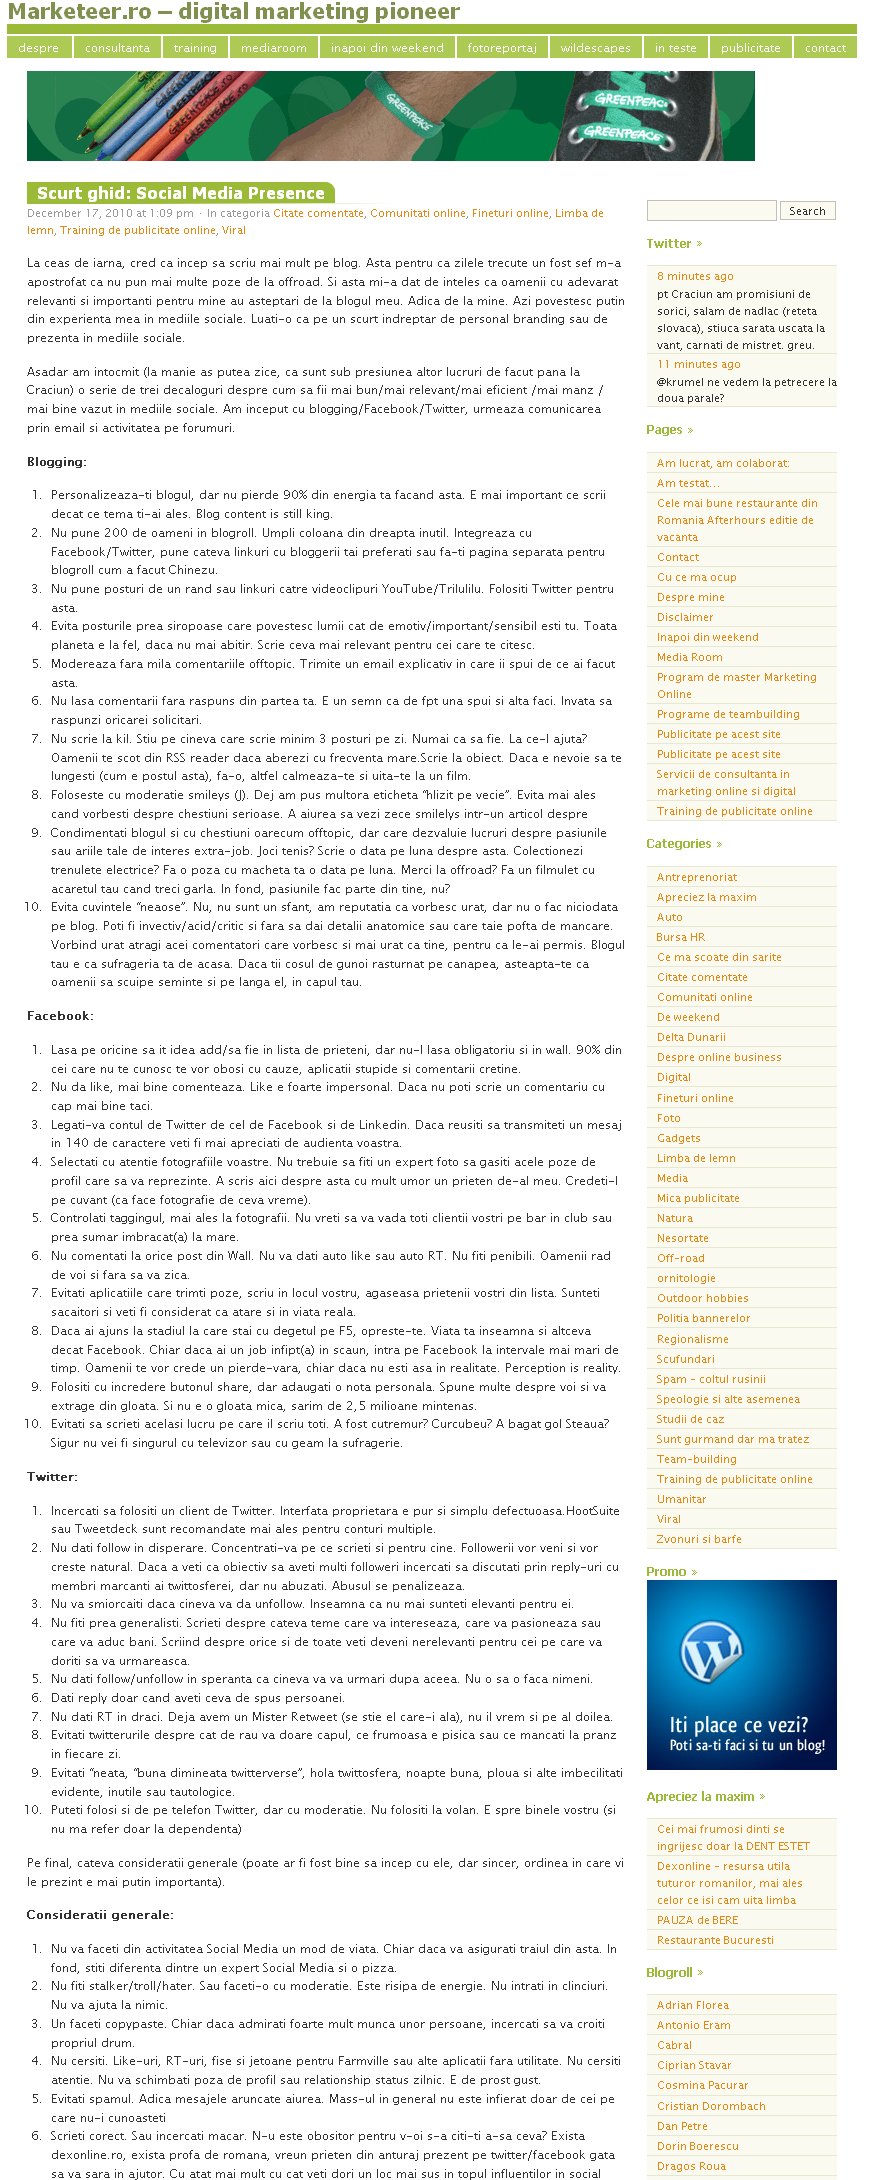 Marketeer.ro – digital marketing pioneer
despre consultanta training mediaroom inapoi din weekend fotoreportaj wildescapes in teste publicitate contact
GREENPEACE.ro
GREENPEACE
GREENPEACE
GREENPEACE
Scurt ghid: Social Media Presence
December 17, 2010 at 1:09 pm · In categoria Citate comentate, Comunitati online, Fineturi online, Limba de
lemn, Training de publicitate online, Viral
La ceas de iarna, cred ca incep sa scriu mai mult pe blog. Asta pentru ca zilele trecute un fost sef m-a
apostrofat ca nu pun mai multe poze de la offroad. Si asta mi-a dat de inteles ca oamenii cu adevarat
relevanti si importanti pentru mine au asteptari de la blogul meu. Adica de la mine. Azi povestesc putin
din experienta mea in mediile sociale. Luati-o ca pe un scurt indreptar de personal branding sau de
prezenta in mediile sociale.
Asadar am intocmit (la manie as putea zice, ca sunt sub presiunea altor lucruri de facut pana la
Craciun) o serie de trei decaloguri despre cum sa fii mai bun/mai relevant/mai eficient /mai manz /
mai bine vazut in mediile sociale. Am inceput cu blogging/Facebook/Twitter, urmeaza comunicarea
prin email si activitatea pe forumuri.
Blogging:
1. Personalizeaza-ti blogul, dar nu pierde 90% din energia ta facand asta. E mai important ce scrii
decat ce tema ti-ai ales. Blog content is still king.
2. Nu pune 200 de oameni in blogroll. Umpli coloana din dreapta inutil. Integreaza cu
Facebook/Twitter, pune cateva linkuri cu bloggerii tai preferati sau fa-ti pagina separata pentru
blogroll cum a facut Chinezu.
3. Nu pune posturi de un rand sau linkuri catre videoclipuri YouTube/Trilulilu. Folositi Twitter pentru
asta.
4. Evita posturile prea siropoase care povestesc lumii cat de emotiv/important/sensibil esti tu. Toata
planeta e la fel, daca nu mai abitir. Scrie ceva mai relevant pentru cei care te citesc.
5. Modereaza fara mila comentariile offtopic. Trimite un email explicativ in care ii spui de ce ai facut
asta.
6. Nu lasa comentarii fara raspuns din partea ta. E un semn ca de fpt una spui si alta faci. Invata sa
raspunzi oricarei solicitari.
7. Nu scrie la kil. Stiu pe cineva care scrie minim 3 posturi pe zi. Numai ca sa fie. La ce-l ajuta?
Oamenii te scot din RSS reader daca aberezi cu frecventa mare.Scrie la obiect. Daca e nevoie sa te
lungesti (cum e postul asta), fa-o, altfel calmeaza-te si uita-te la un film.
8. Foloseste cu moderatie smileys (J). Dej am pus multora eticheta “hlizit pe vecie”. Evita mai ales
cand vorbesti despre chestiuni serioase. A aiurea sa vezi zece smilelys intr-un articol despre
9. Condimentati blogul si cu chestiuni oarecum offtopic, dar care dezvaluie lucruri despre pasiunile
sau ariile tale de interes extra-job. Joci tenis? Scrie o data pe luna despre asta. Colectionezi
trenulete electrice? Fa o poza cu macheta ta o data pe luna. Merci la offroad? Fa un filmulet cu
acaretul tau cand treci garla. In fond, pasiunile fac parte din tine, nu?
10. Evita cuvintele “neaose”. Nu, nu sunt un sfant, am reputatia ca vorbesc urat, dar nu o fac niciodata
pe blog. Poti fi invectiv/acid/critic si fara sa dai detalii anatomice sau care taie pofta de mancare.
Vorbind urat atragi acei comentatori care vorbesc si mai urat ca tine, pentru ca le-ai permis. Blogul
tau e ca sufrageria ta de acasa. Daca tii cosul de gunoi rasturnat pe canapea, asteapta-te ca
oamenii sa scuipe seminte si pe langa el, in capul tau.
Facebook:
1. Lasa pe oricine sa it idea add/sa fie in lista de prieteni, dar nu-l lasa obligatoriu si in wall. 90% din
cei care nu te cunosc te vor obosi cu cauze, aplicatii stupide si comentarii cretine.
2. Nu da like, mai bine comenteaza. Like e foarte impersonal. Daca nu poti scrie un comentariu cu
cap mai bine taci.
3. Legati-va contul de Twitter de cel de Facebook si de Linkedin. Daca reusiti sa transmiteti un mesaj
in 140 de caractere veti fi mai apreciati de audienta voastra.
4. Selectati cu atentie fotografiile voastre. Nu trebuie sa fiti un expert foto sa gasiti acele poze de
profil care sa va reprezinte. A scris aici despre asta cu mult umor un prieten de-al meu. Credeti-l
pe cuvant (ca face fotografie de ceva vreme).
5. Controlati taggingul, mai ales la fotografii. Nu vreti sa va vada toti clientii vostri pe bar in club sau
prea sumar imbracat(a) la mare.
6. Nu comentati la orice post din Wall. Nu va dati auto like sau auto RT. Nu fiti penibili. Oamenii rad
de voi si fara sa va zica.
7. Evitati aplicatiile care trimti poze, scriu in locul vostru, agaseasa prietenii vostri din lista. Sunteti
sacaitori si veti fi considerat ca atare si in viata reala.
8. Daca ai ajuns la stadiul la care stai cu degetul pe F5, opreste-te. Viata ta inseamna si altceva
decat Facebook. Chiar daca ai un job infipt(a) in scaun, intra pe Facebook la intervale mai mari de
timp. Oamenii te vor crede un pierde-vara, chiar daca nu esti asa in realitate. Perception is reality.
9. Folositi cu incredere butonul share, dar adaugati o nota personala. Spune multe despre voi si va
extrage din gloata. Si nu e o gloata mica, sarim de 2,5 milioane mintenas.
10. Evitati sa scrieti acelasi lucru pe care il scriu toti. A fost cutremur? Curcubeu? A bagat gol Steaua?
Sigur nu vei fi singurul cu televizor sau cu geam la sufragerie.
Twitter:
1. Incercati sa folositi un client de Twitter. Interfata proprietara e pur si simplu defectuoasa.HootSuite
sau Tweetdeck sunt recomandate mai ales pentru conturi multiple.
2. Nu dati follow in disperare. Concentrati-va pe ce scrieti si pentru cine. Followerii vor veni si vor
creste natural. Daca a veti ca obiectiv sa aveti multi followeri incercati sa discutati prin reply-uri cu
membri marcanti ai twittosferei, dar nu abuzati. Abusul se penalizeaza.
3. Nu va smiorcaiti daca cineva va da unfollow. Inseamna ca nu mai sunteti elevanti pentru ei.
4. Nu fiti prea generalisti. Scrieti despre cateva teme care va intereseaza, care va pasioneaza sau
care va aduc bani. Scriind despre orice si de toate veti deveni nerelevanti pentru cei pe care va
doriti sa va urmareasca.
5. Nu dati follow/unfollow in speranta ca cineva va va urmari dupa aceea. Nu o sa o faca nimeni.
6. Dati reply doar cand aveti ceva de spus persoanei.
7. Nu dati RT in draci. Deja avem un Mister Retweet (se stie el care-i ala), nu il vrem si pe al doilea.
8. Evitati twitterurile despre cat de rau va doare capul, ce frumoasa e pisica sau ce mancati la pranz
in fiecare zi.
9. Evitati “neata, “buna dimineata twitterverse”, hola twittosfera, noapte buna, ploua si alte imbecilitati
evidente, inutile sau tautologice.
10. Puteti folosi si de pe telefon Twitter, dar cu moderatie. Nu folositi la volan. E spre binele vostru (si
nu ma refer doar la dependenta)
Pe final, cateva consideratii generale (poate ar fi fost bine sa incep cu ele, dar sincer, ordinea in care vi
le prezint e mai putin importanta).
Consideratii generale:
1. Nu va faceti din activitatea Social Media un mod de viata. Chiar daca va asigurati traiul din asta. In
fond, stiti diferenta dintre un expert Social Media si o pizza.
2. Nu fiti stalker/troll/hater. Sau faceti-o cu moderatie. Este risipa de energie. Nu intrati in clinciuri.
Nu va ajuta la nimic.
3. Un faceti copypaste. Chiar daca admirati foarte mult munca unor persoane, incercati sa va croiti
propriul drum.
4. Nu cersiti. Like-uri, RT-uri, fise si jetoane pentru Farmville sau alte aplicatii fara utilitate. Nu cersiti
atentie. Nu va schimbati poza de profil sau relationship status zilnic. E de prost gust.
5. Evitati spamul. Adica mesajele aruncate aiurea. Mass-ul in general nu este infierat doar de cei pe
care nu-i cunoasteti
6. Scrieti corect. Sau incercati macar. N-u este obositor pentru v-oi s-a citi-ti a-sa ceva? Exista
dexonline.ro, exista profa de romana, vreun prieten din anturaj prezent pe twitter/facebook gata
sa va sara in ajutor. Cu atat mai mult cu cat veti dori un loc mai sus in topul influentilor in social
Search
Twitter »
8 minutes ago
pt Craciun am promisiuni de
sorici, salam de nadlac (reteta
slovaca), stiuca sarata uscata la
vant, carnati de mistret. greu.
11 minutes ago
@krumel ne vedem la petrecere la
doua parale?
Pages »
Am lucrat, am colaborat:
Am testat…
Cele mai bune restaurante din
Romania Afterhours editie de
vacanta
Contact
Cu ce ma ocup
Despre mine
Disclaimer
Inapoi din weekend
Media Room
Program de master Marketing
Online
Programe de teambuilding
Publicitate pe acest site
Publicitate pe acest site
Servicii de consultanta in
marketing online si digital
Training de publicitate online
Categories »
Antreprenoriat
Apreciez la maxim
Auto
Bursa HR
Ce ma scoate din sarite
Citate comentate
Comunitati online
De weekend
Delta Dunarii
Despre online business
Digital
Fineturi online
Foto
Gadgets
Limba de lemn
Media
Mica publicitate
Natura
Nesortate
Off-road
ornitologie
Outdoor hobbies
Politia bannerelor
Regionalisme
Scufundari
Spam – coltul rusinii
Speologie si alte asemenea
Studii de caz
Sunt gurmand dar ma tratez
Team-building
Training de publicitate online
Umanitar
Viral
Zvonuri si barfe
Promo »
Iti place ce vezi?
Poti sa-ti faci si tu un blog!
Apreciez la maxim »
Cei mai frumosi dinti se
ingrijesc doar la DENT ESTET
Dexonline – resursa utila
tuturor romanilor, mai ales
celor ce isi cam uita limba
PAUZA de BERE
Restaurante Bucuresti
Blogroll »
Adrian Florea
Antonio Eram
Cabral
Ciprian Stavar
Cosmina Pacurar
Cristian Dorombach
Dan Petre
Dorin Boerescu
Dragos Roua